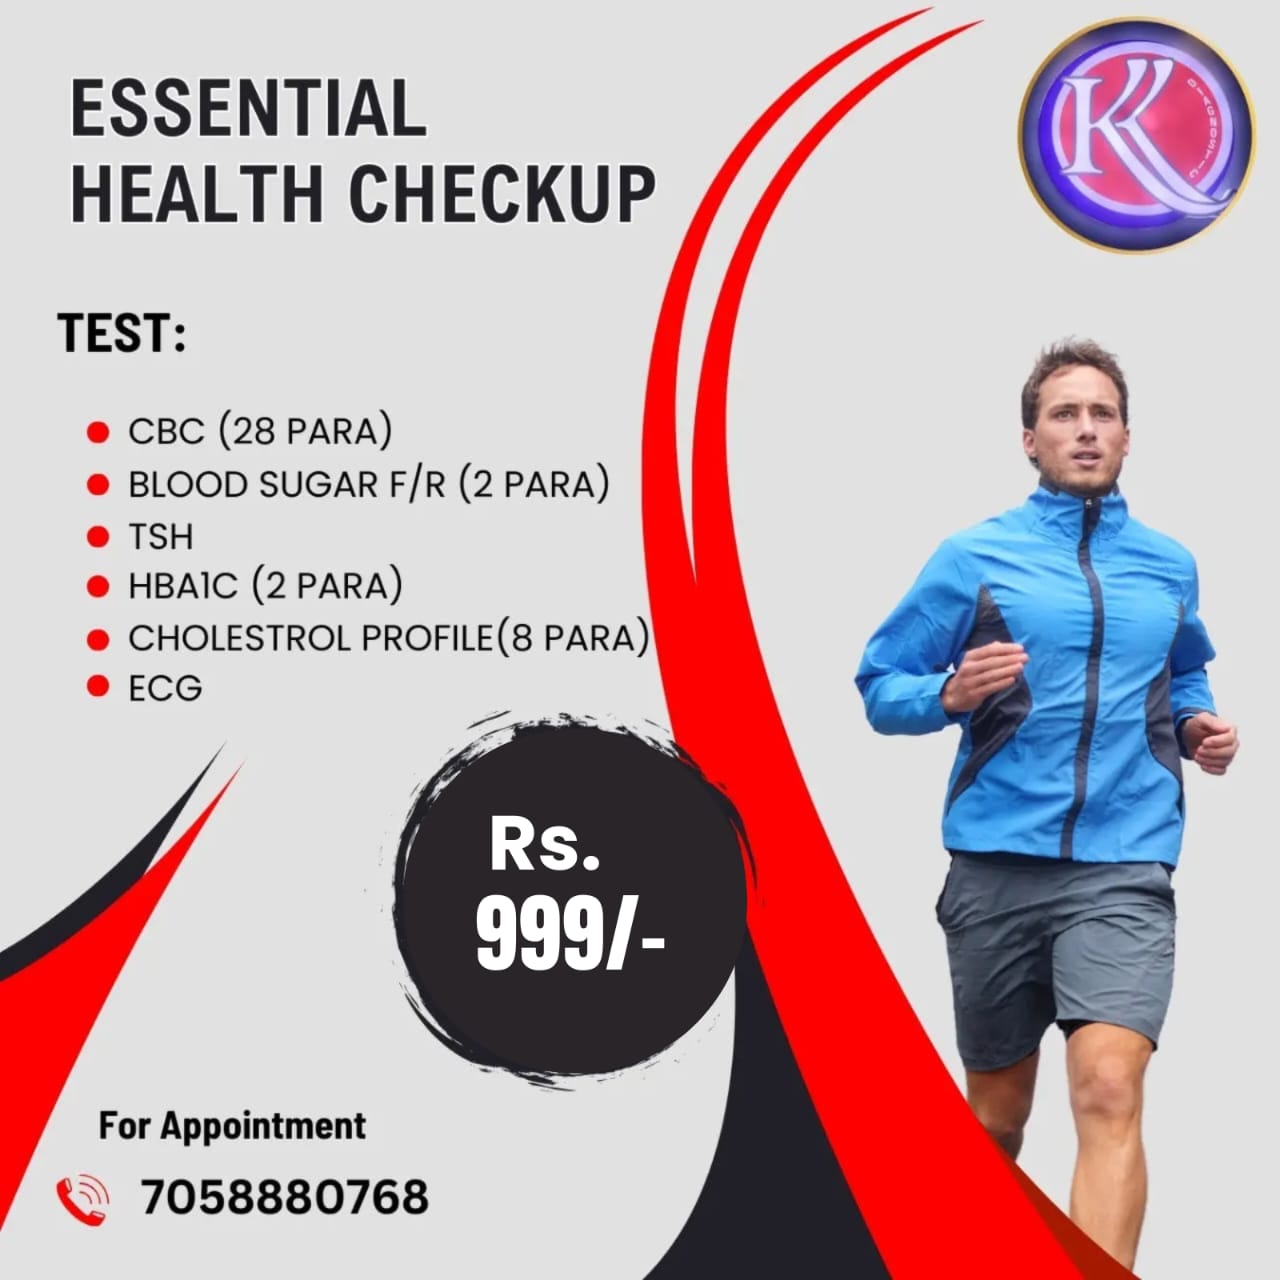 ESSENTIAL
HEALTH CHECKUP
K
DIAGNOSTIC
TEST:
CBC (28 PARA)
BLOOD SUGAR F/R (2 PARA)
TSH
HBA1C (2 PARA)
CHOLESTROL PROFILE(8 PARA)
ECG
Rs.
999/-
For Appointment
7058880768